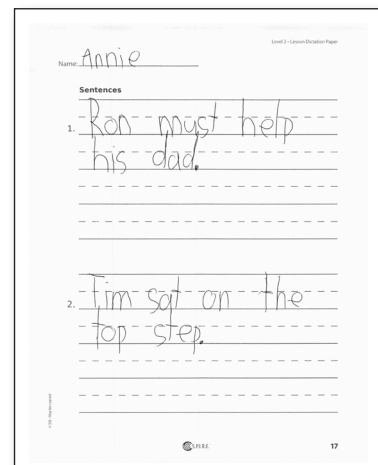 Level 2 – Lesson Dictation Paper
Name: Annie
Sentences
1. Ron must help
his dad.
2. Tim sat on the
top step.
S.P.I.R.E.
17